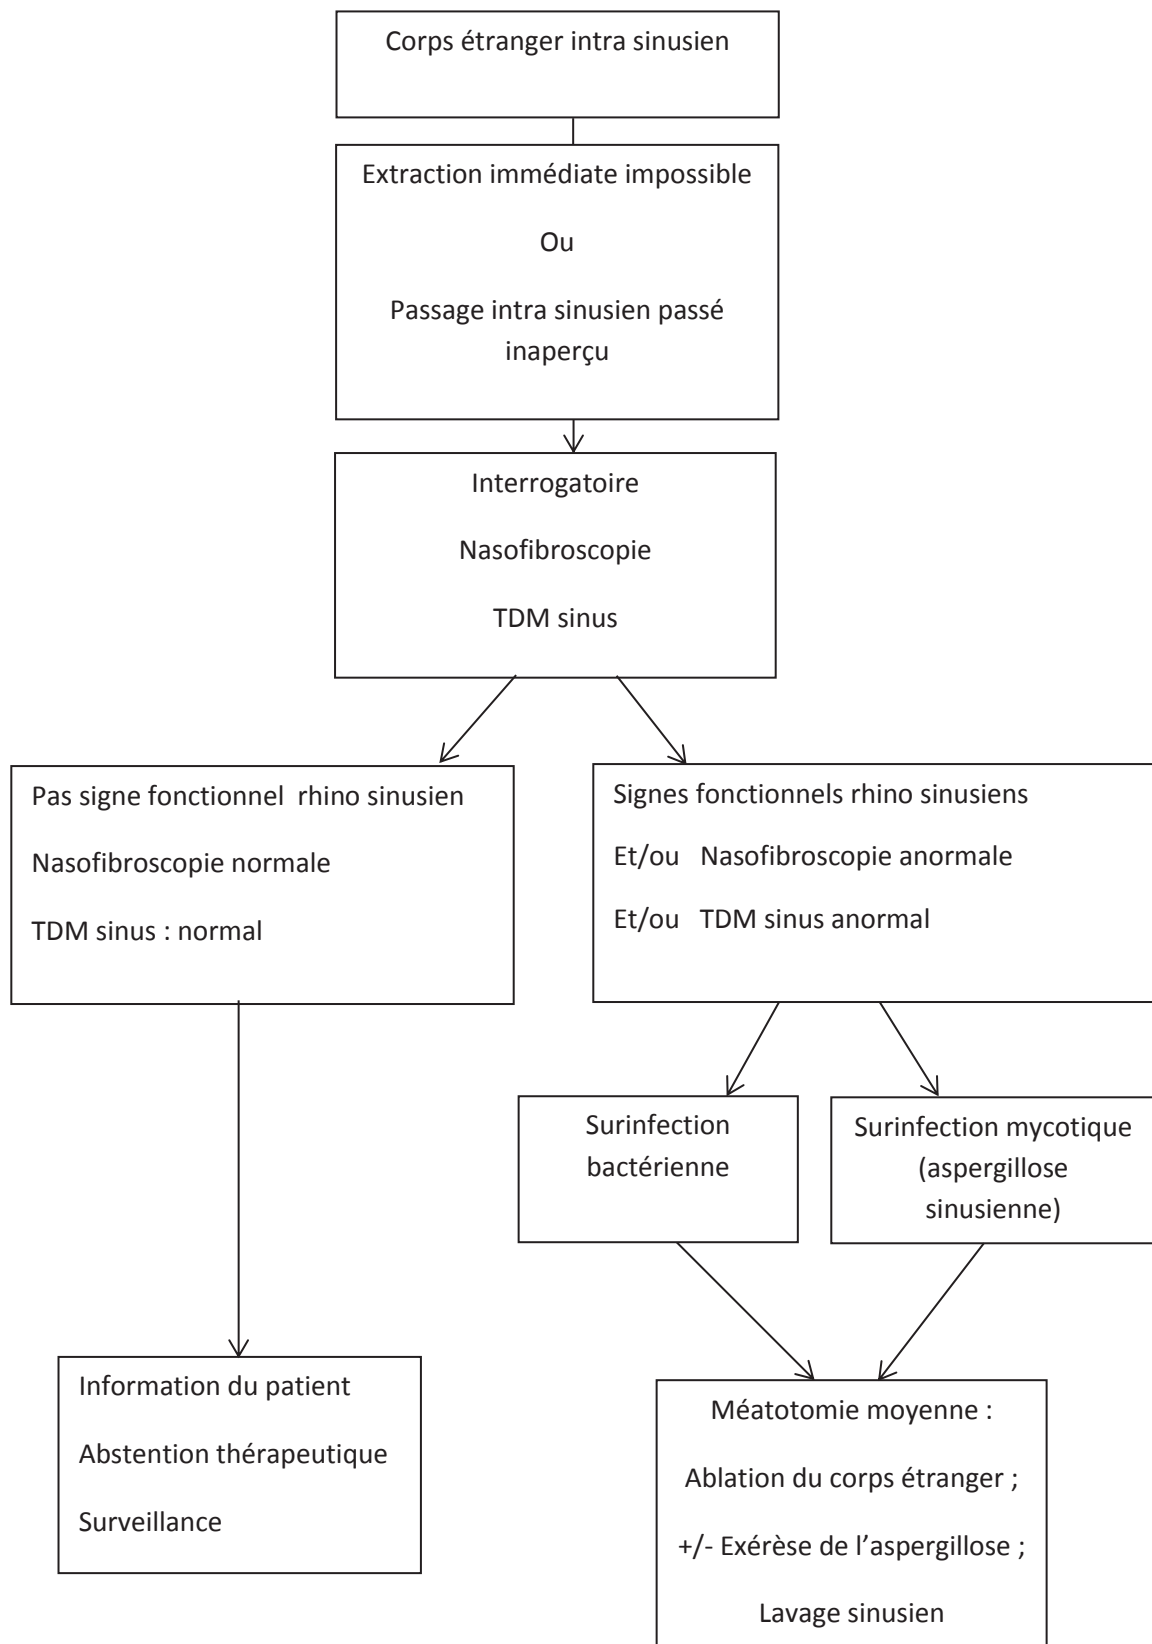 Corps étranger intra sinusien
Extraction immédiate impossible
Ou
Passage intra sinusien passé
inaperçu
Interrogatoire
Nasofibroscopie
TDM sinus
Pas signe fonctionnel rhino sinusien
Nasofibroscopie normale
TDM sinus : normal
Signes fonctionnels rhino sinusiens
Et/ou Nasofibroscopie anormale
Et/ou TDM sinus anormal
Surinfection
bactérienne
Surinfection mycotique
(aspergillose
sinusienne)
Information du patient
Abstention thérapeutique
Surveillance
Méatotomie moyenne :
Ablation du corps étranger ;
+/- Exérèse de l’aspergillose ;
Lavage sinusien